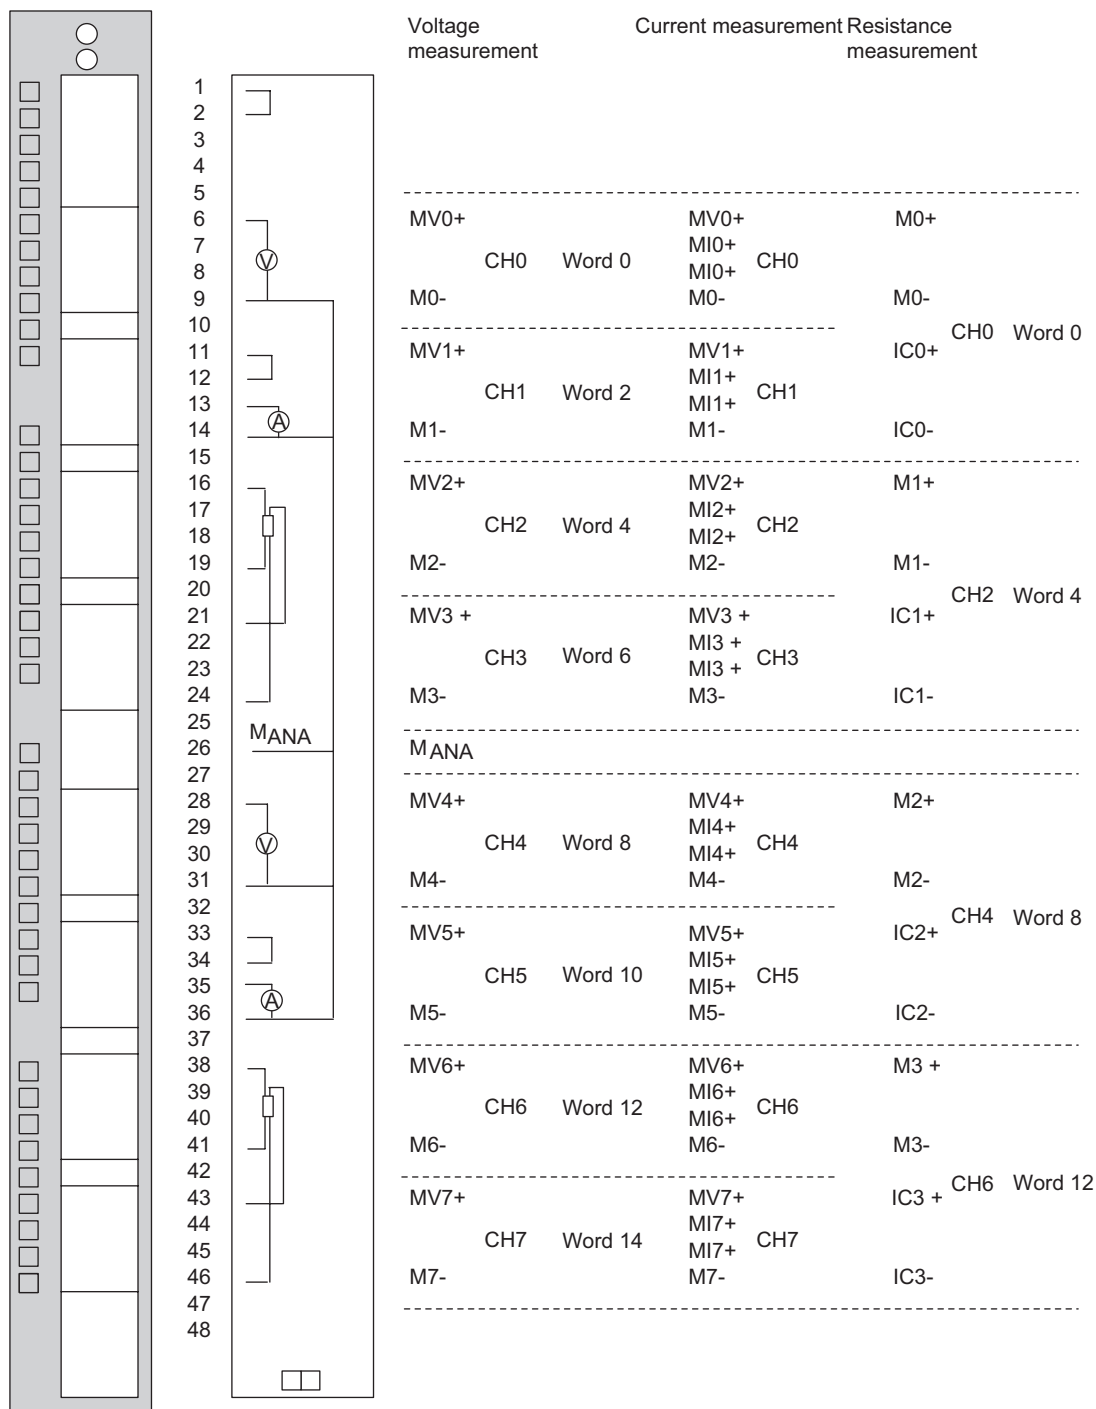 Voltage measurement
Current measurement
Resistance measurement
1
2
3
4
5
6 MV0+ MV0+ M0+
7 MI0+
V CH0 Word 0 CH0
8 MI0+
9 M0- M0- M0-
10
CH0 Word 0
11 MV1+ MV1+ IC0+
12 MI1+
CH1 Word 2 CH1
13 MI1+
A
14 M1- M1- IC0-
15
16 MV2+ MV2+ M1+
17 MI2+
CH2 Word 4 CH2
18 MI2+
19 M2- M2- M1-
20
CH2 Word 4
21 MV3 + MV3 + IC1+
22 MI3 +
CH3 Word 6 CH3
23 MI3 +
24 M3- M3- IC1-
25
26 MANA MANA
27
28 MV4+ MV4+ M2+
29 MI4+
V CH4 Word 8 CH4
30 MI4+
31 M4- M4- M2-
32
CH4 Word 8
33 MV5+ MV5+ IC2+
34 MI5+
CH5 Word 10 CH5
35 MI5+
A
36 M5- M5- IC2-
37
38 MV6+ MV6+ M3 +
39 MI6+
CH6 Word 12 CH6
40 MI6+
41 M6- M6- M3-
42
CH6 Word 12
43 MV7+ MV7+ IC3 +
44 MI7+
CH7 Word 14 CH7
45 MI7+
46 M7- M7- IC3-
47
48